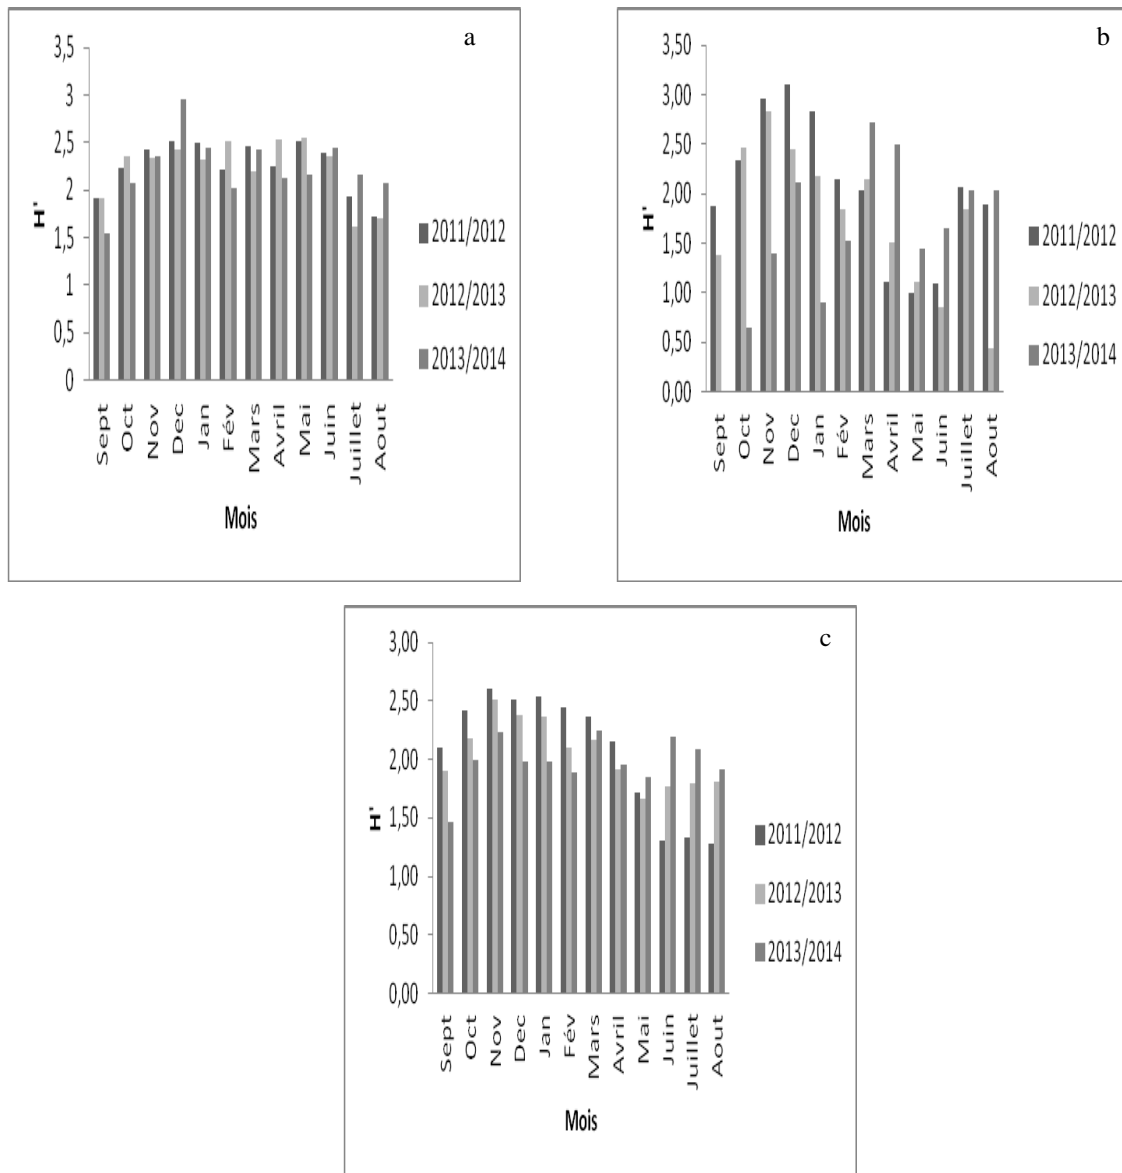 a
3,5
3
2,5
2
1,5
1
0,5
0
H'
Sept
Oct
Nov
Dec
Jan
Fév
Mars
Avril
Mai
Juin
Juillet
Aout
Mois
2011/2012
2012/2013
2013/2014
b
3,50
3,00
2,50
2,00
1,50
1,00
0,50
0,00
H'
Sept
Oct
Nov
Dec
Jan
Fév
Mars
Avril
Mai
Juin
Juillet
Aout
Mois
2011/2012
2012/2013
2013/2014
c
3,00
2,50
2,00
1,50
1,00
0,50
0,00
H'
Sept
Oct
Nov
Dec
Jan
Fév
Mars
Avril
Mai
Juin
Juillet
Aout
Mois
2011/2012
2012/2013
2013/2014